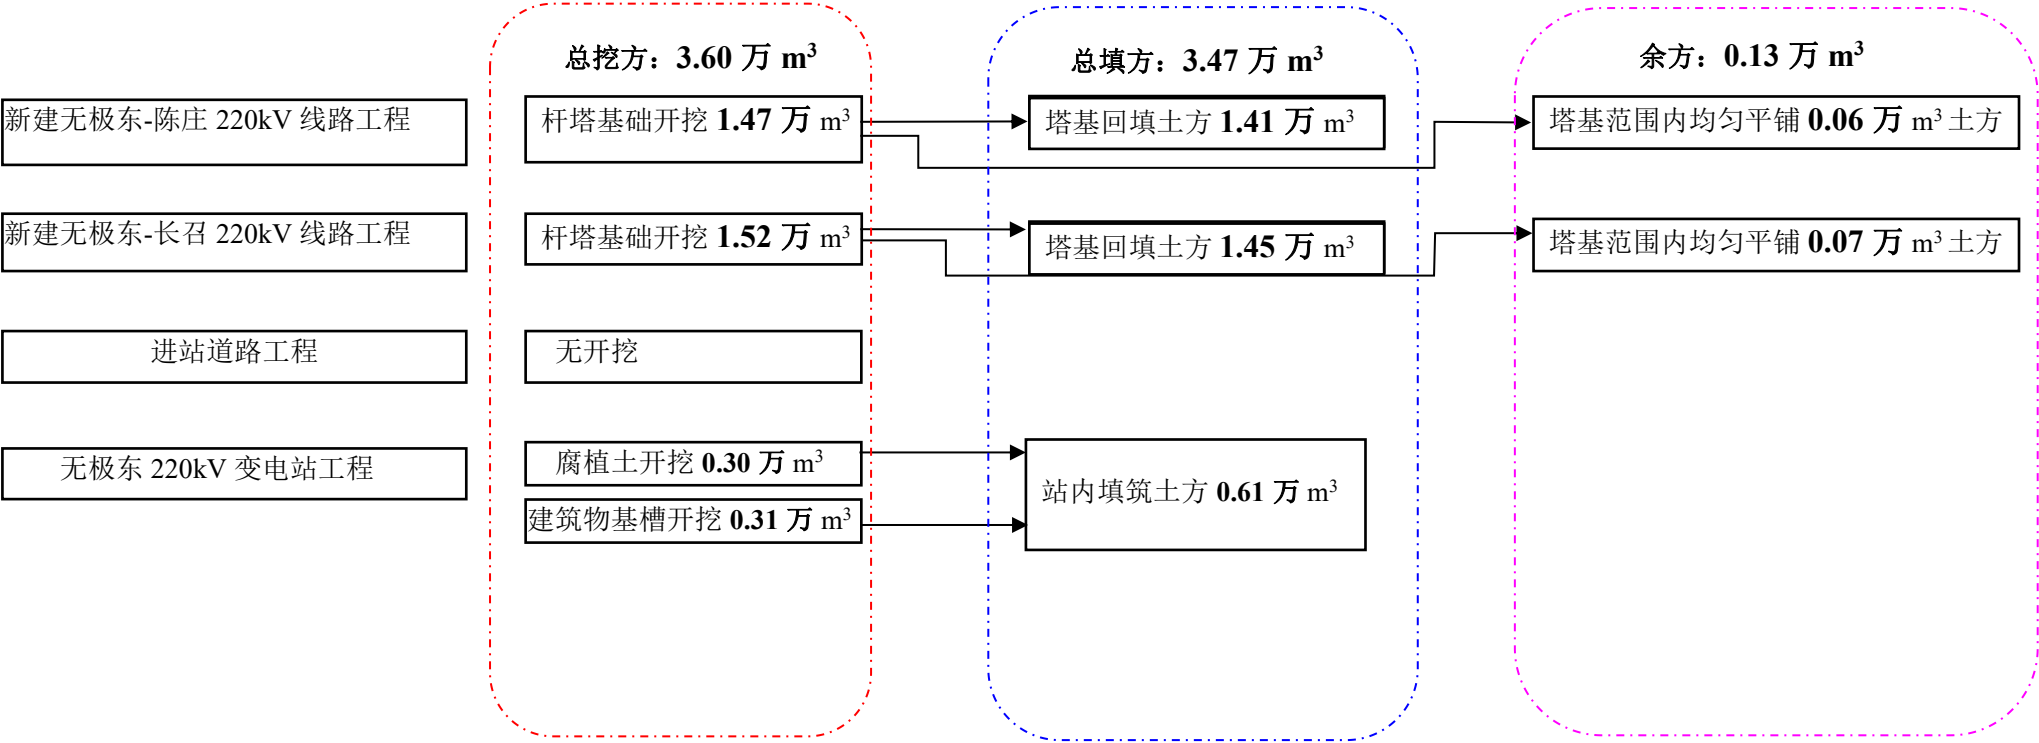 总挖方：3.60 万 m³
总填方：3.47 万 m³
余方：0.13 万 m³
新建无极东-陈庄 220kV 线路工程
杆塔基础开挖 1.47 万 m³
塔基回填土方 1.41 万 m³
塔基范围内均匀平铺 0.06 万 m³ 土方
新建无极东-长召 220kV 线路工程
杆塔基础开挖 1.52 万 m³
塔基回填土方 1.45 万 m³
塔基范围内均匀平铺 0.07 万 m³ 土方
进站道路工程
无开挖
无极东 220kV 变电站工程
腐植土开挖 0.30 万 m³
建筑物基槽开挖 0.31 万 m³
站内填筑土方 0.61 万 m³